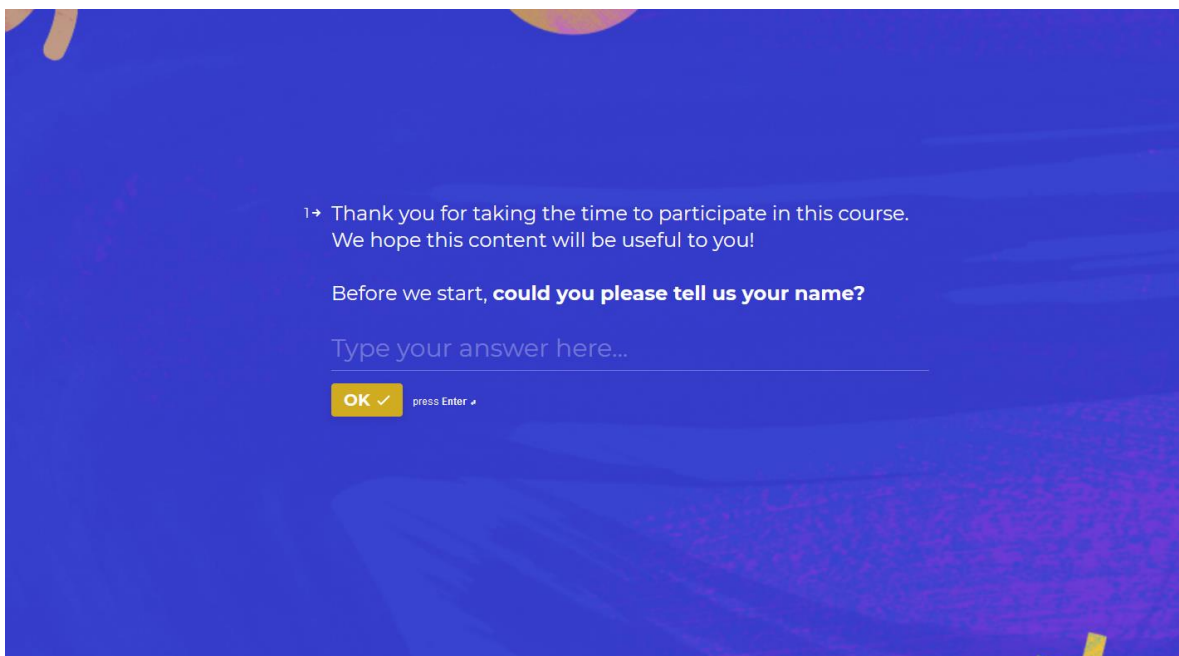 1→ Thank you for taking the time to participate in this course.
We hope this content will be useful to you!
Before we start, could you please tell us your name?
Type your answer here...
OK ✓ press Enter ↵